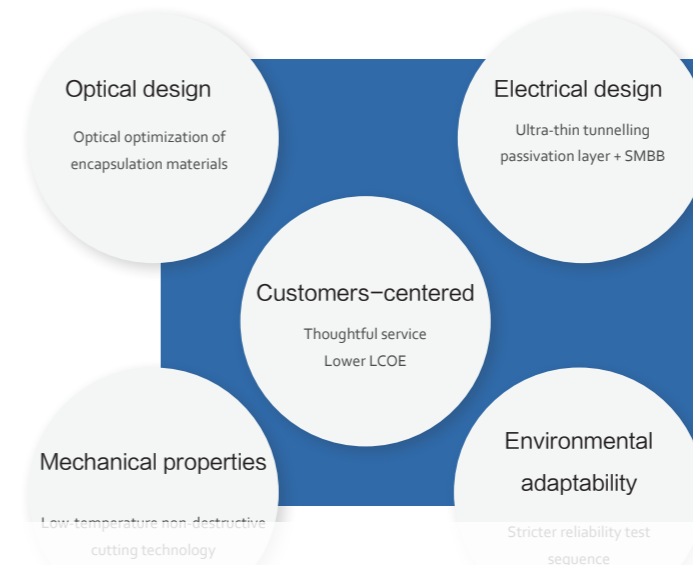 Optical design
Optical optimization of
encapsulation materials
Electrical design
Ultra-thin tunnelling
passivation layer + SMBB
Customers-centered
Thoughtful service
Lower LCOE
Mechanical properties
Low-temperature non-destructive
cutting technology
Environmental
adaptability
Stricter reliability test
sequence